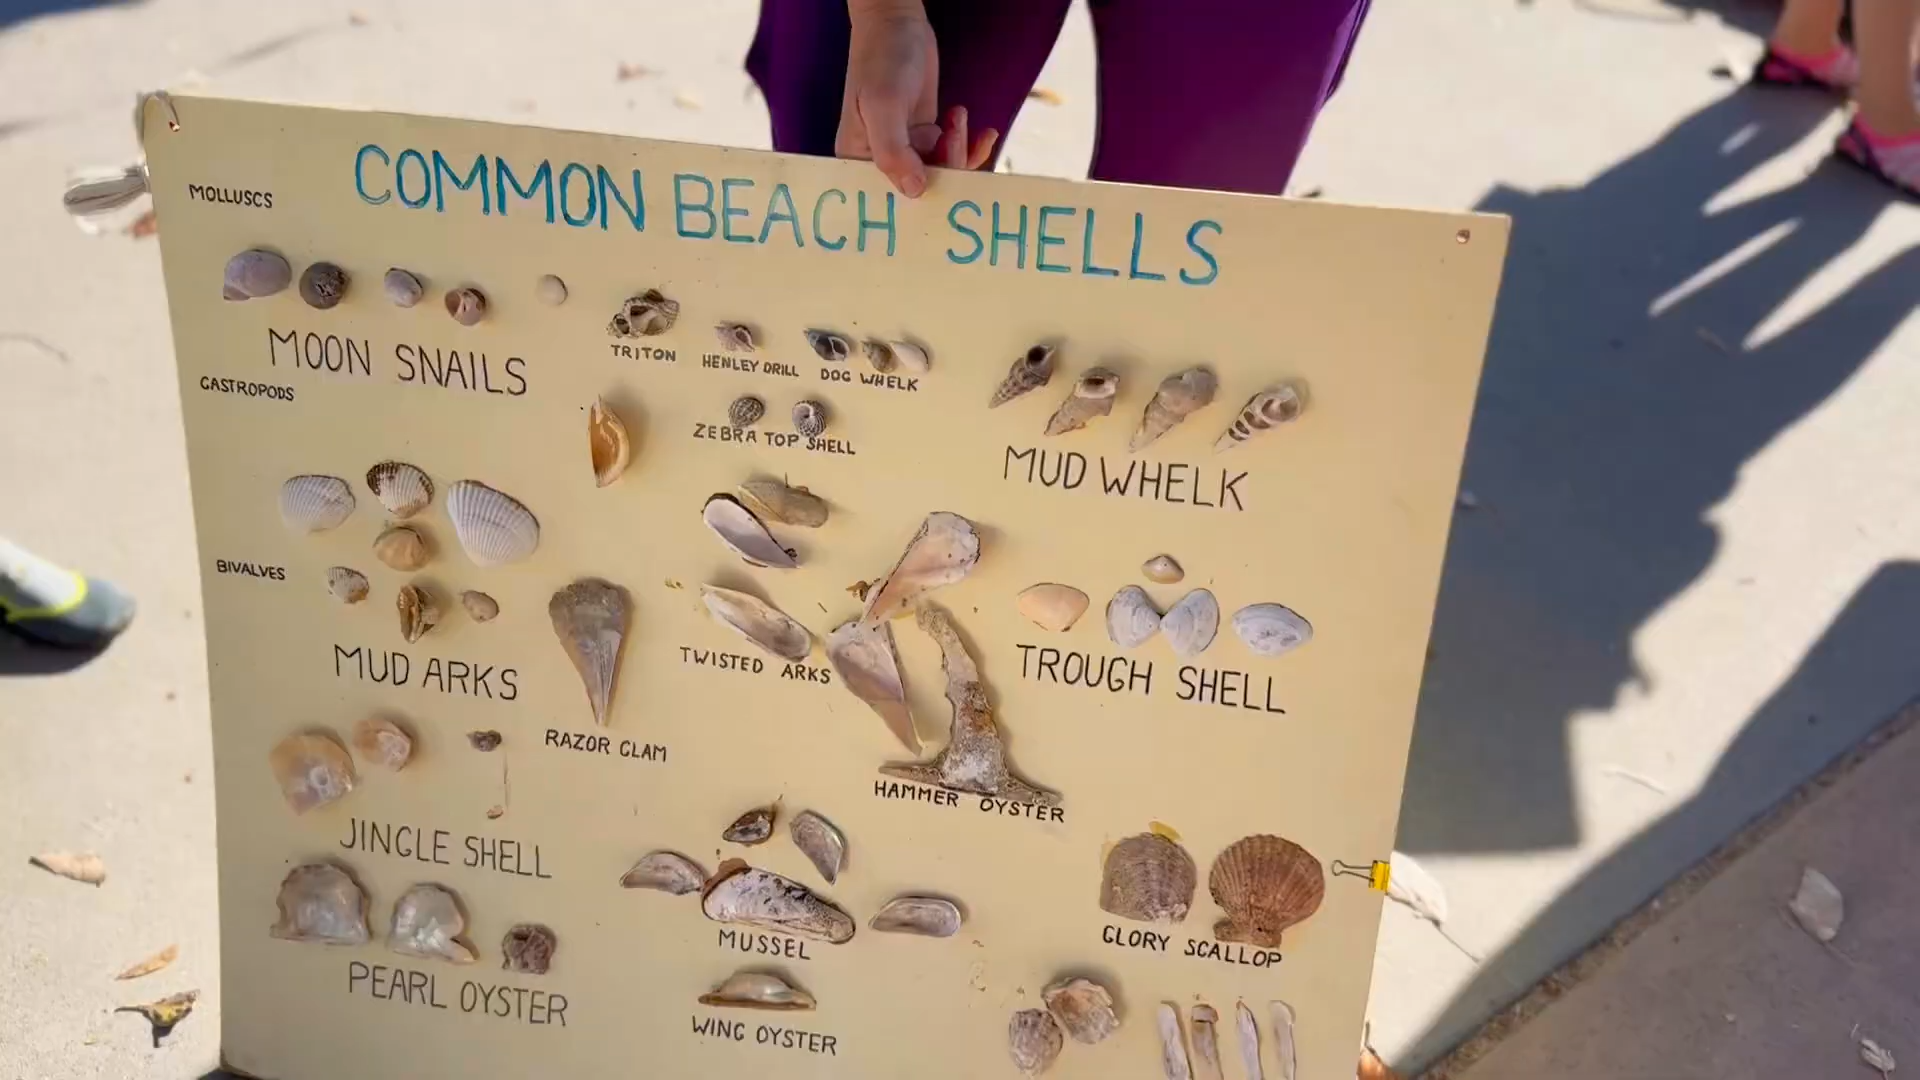 COMMON BEACH SHELLS
MOLLUSCS
MOON SNAILS
TRITON
HENLEY DRILL
DOG WHELK
GASTROPODS
ZEBRA TOP SHELL
MUD WHELK
BIVALVES
MUD ARKS
RAZOR CLAM
TWISTED ARKS
TROUGH SHELL
HAMMER OYSTER
JINGLE SHELL
MUSSEL
GLORY SCALLOP
PEARL OYSTER
WING OYSTER